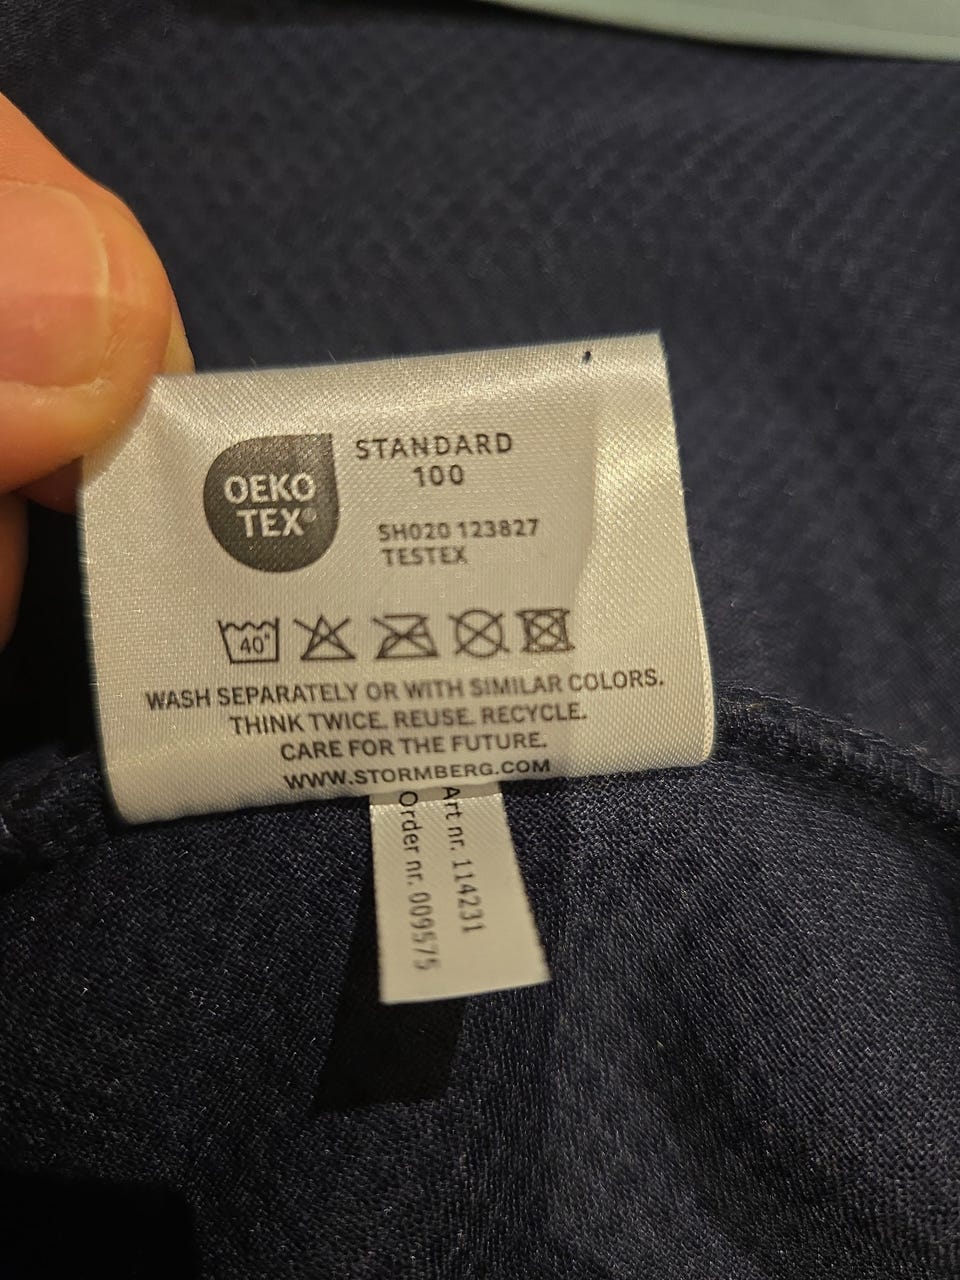 OEKO
TEX®
STANDARD
100
SH020 123827
TESTEX
40°
WASH SEPARATELY OR WITH SIMILAR COLORS.
THINK TWICE. REUSE. RECYCLE.
CARE FOR THE FUTURE.
WWW.STORMBERG.COM
Art nr. 114231
Order nr. 009575